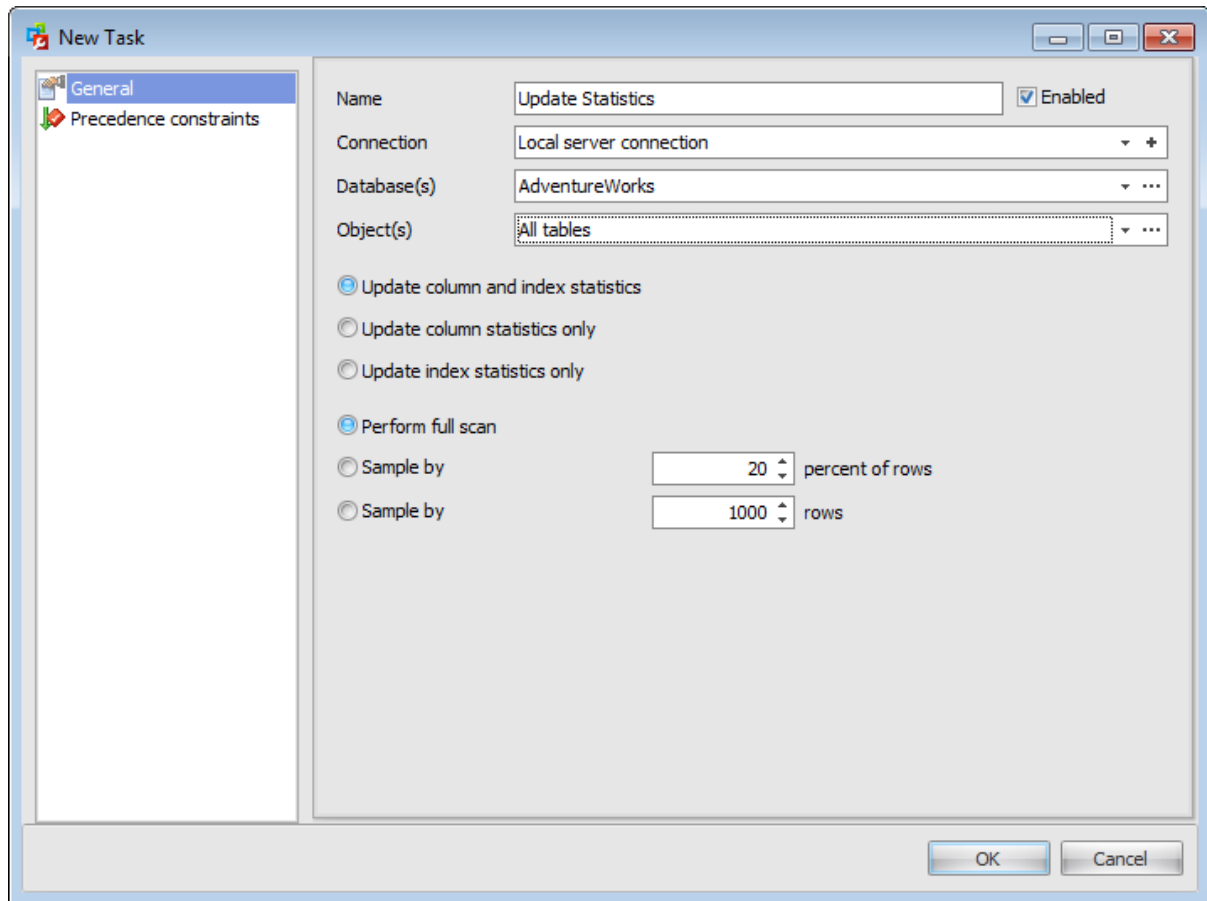 New Task
General
Precedence constraints
Name Update Statistics Enabled
Connection Local server connection
Database(s) AdventureWorks
Object(s) All tables
Update column and index statistics
Update column statistics only
Update index statistics only
Perform full scan
Sample by 20 percent of rows
Sample by 1000 rows
OK Cancel